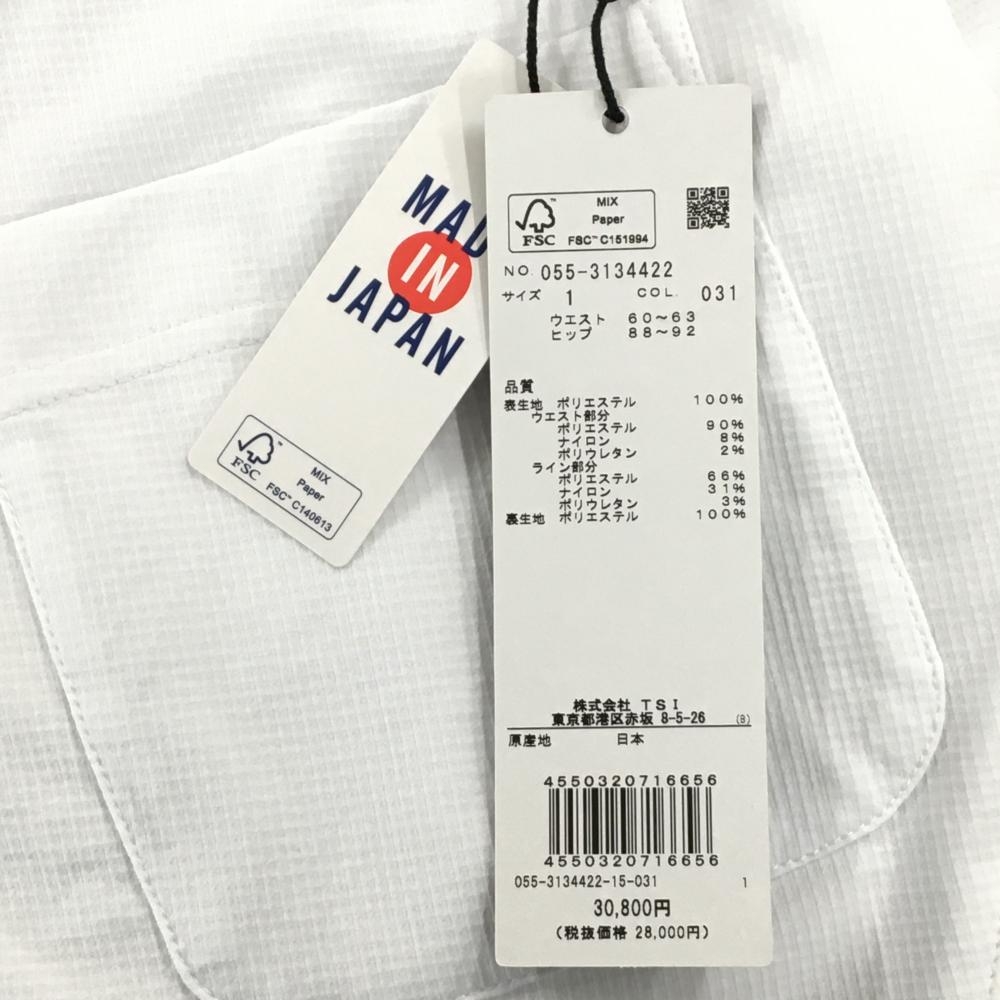 MAD
IN
JAPAN
FSC™
MIX
Paper
FSC™ C140613
FSC™
MIX
Paper
FSC™ C151994
NO. 055-3134422
サイズ 1 COL. 031
ウエスト 60～63
ヒップ 88～92
品質
表生地 ポリエステル 100%
ウエスト部分
ポリエステル 90%
ナイロン 8%
ポリウレタン 2%
ライン部分
ポリエステル 66%
ナイロン 31%
ポリウレタン 3%
裏生地 ポリエステル 100%
株式会社 TSI
東京都港区赤坂 8-5-26 (B)
原産地 日本
4550320716656
4550320716656
055-3134422-15-031 1
30,800円
(税抜価格 28,000円)